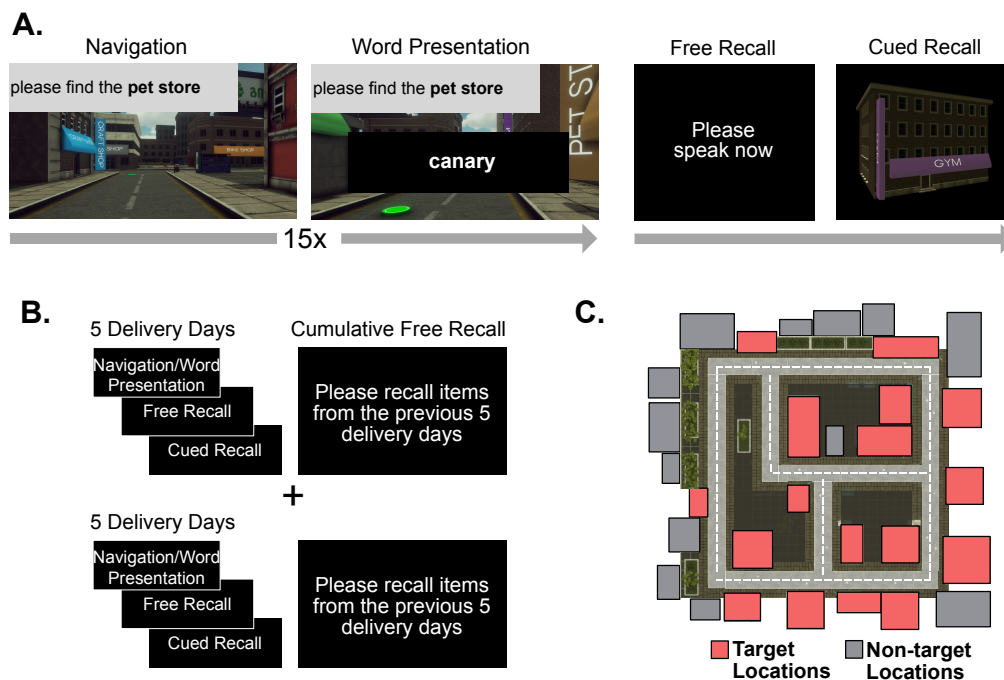 A.
Navigation
Word Presentation
Free Recall
Cued Recall
please find the pet store
please find the pet store
CRAFT SHOP
CRAFT SHOP
BIKE SHOP
PET ST
canary
Please
speak now
GYM
15x
B.
5 Delivery Days
Cumulative Free Recall
Navigation/Word
Presentation
Free Recall
Cued Recall
Please recall items
from the previous 5
delivery days
+
5 Delivery Days
Navigation/Word
Presentation
Free Recall
Cued Recall
Please recall items
from the previous 5
delivery days
C.
Target
Locations
Non-target
Locations